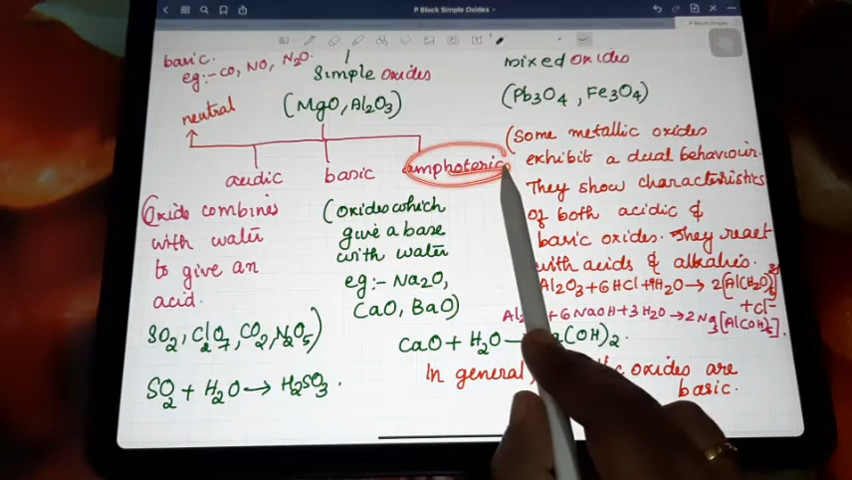 P Block Simple Oxides
P Block Simple
basic.
eg:- CO, NO, N2O.
Simple oxides
(MgO, Al2O3)
neutral
acidic
basic
amphoteric
mixed oxides
(Pb3O4, Fe3O4)
(Oxide combines
with water
to give an
acid.
SO2, Cl2O7, CO2, N2O5)
SO2 + H2O → H2SO3.
(Oxides which
give a base
with water
eg:- Na2O,
CaO, BaO)
CaO + H2O → (OH)2.
(Some metallic oxides
exhibit a dual behaviour.
They show characteristics
of both acidic &
basic oxides. They react
with acids & alkalies.
Al2O3 + 6HCl + 9H2O → 2[Al(H2O)6]3+
+ Cl-
+ 6NaOH + 3H2O → 2Na3[Al(OH)6].
In general, oxides are
basic.